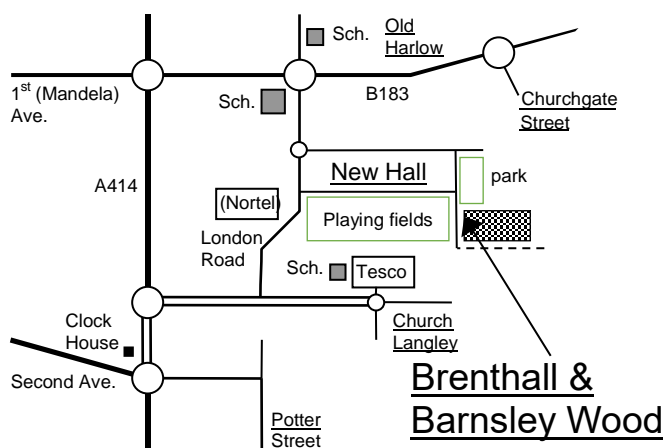 Sch.
Old
Harlow
1st (Mandela)
Ave.
Sch.
B183
Churchgate
Street
A414
New Hall
park
(Nortel)
Playing fields
London
Road
Sch.
Tesco
Clock
House
Church
Langley
Second Ave.
Brenthall &
Barnsley Wood
Potter
Street